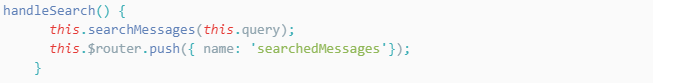 handleSearch() {
this.searchMessages(this.query);
this.$router.push({ name: 'searchedMessages'});
}